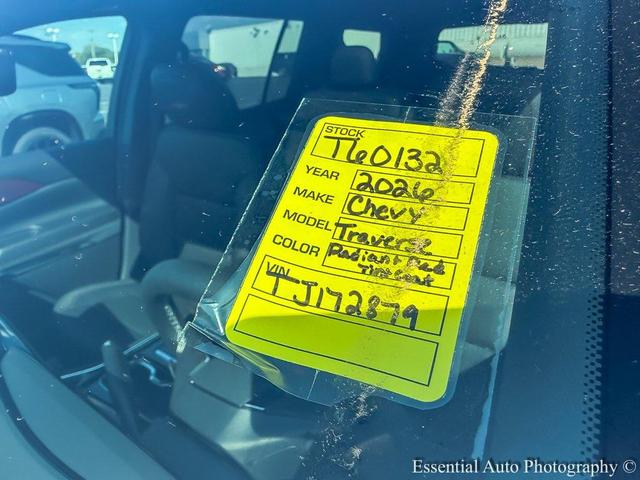 STOCK T60132
YEAR 2026
MAKE Chevy
MODEL Traverse
COLOR Radiant Red
Tintcoat
VIN TJ172879
Essential Auto Photography ©